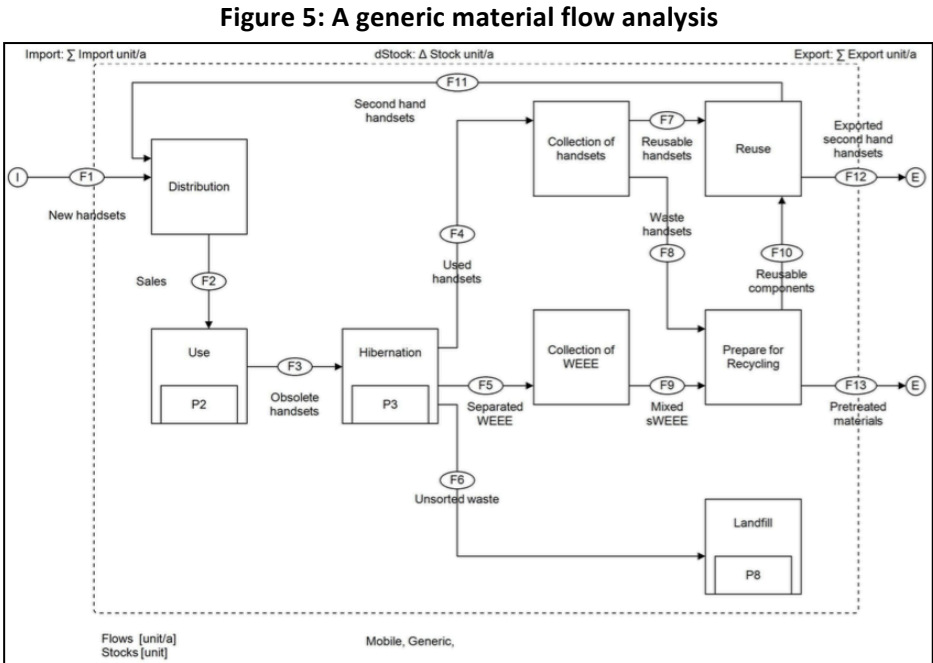 Figure 5: A generic material flow analysis
Import: ∑ Import unit/a
dStock: Δ Stock unit/a
Export: ∑ Export unit/a
F11
Second hand
handsets
Collection of
handsets
F7
Reusable
handsets
Reuse
Exported
second hand
handsets
I
F1
New handsets
Distribution
F12
E
Waste
handsets
F4
Used
handsets
F8
F10
Reusable
components
Sales
F2
Use
P2
F3
Obsolete
handsets
Hibernation
P3
Collection of
WEEE
Prepare for
Recycling
F5
Separated
WEEE
F9
Mixed
sWEEE
F13
Pretreated
materials
E
F6
Unsorted waste
Landfill
P8
Flows [unit/a]
Stocks [unit]
Mobile, Generic,